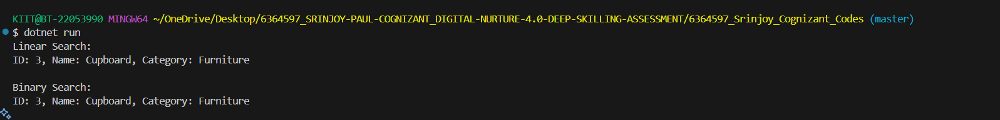 KIIT@BT-22053990 MINGW64 ~/OneDrive/Desktop/6364597_SRINJOY-PAUL-COGNIZANT_DIGITAL-NURTURE-4.0-DEEP-SKILLING-ASSESSMENT/6364597_Srinjoy_Cognizant_Codes (master)
$ dotnet run
Linear Search:
ID: 3, Name: Cupboard, Category: Furniture
Binary Search:
ID: 3, Name: Cupboard, Category: Furniture